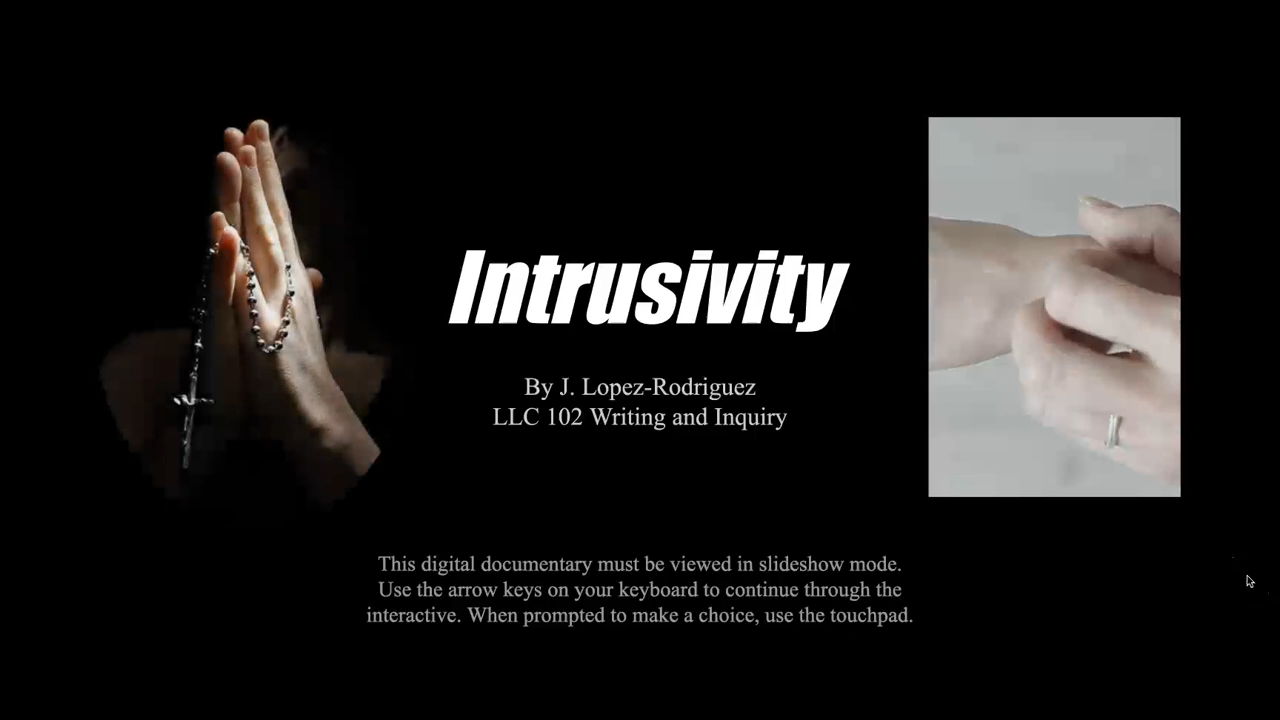 Intrusivity
By J. Lopez-Rodriguez
LLC 102 Writing and Inquiry
This digital documentary must be viewed in slideshow mode.
Use the arrow keys on your keyboard to continue through the
interactive. When prompted to make a choice, use the touchpad.